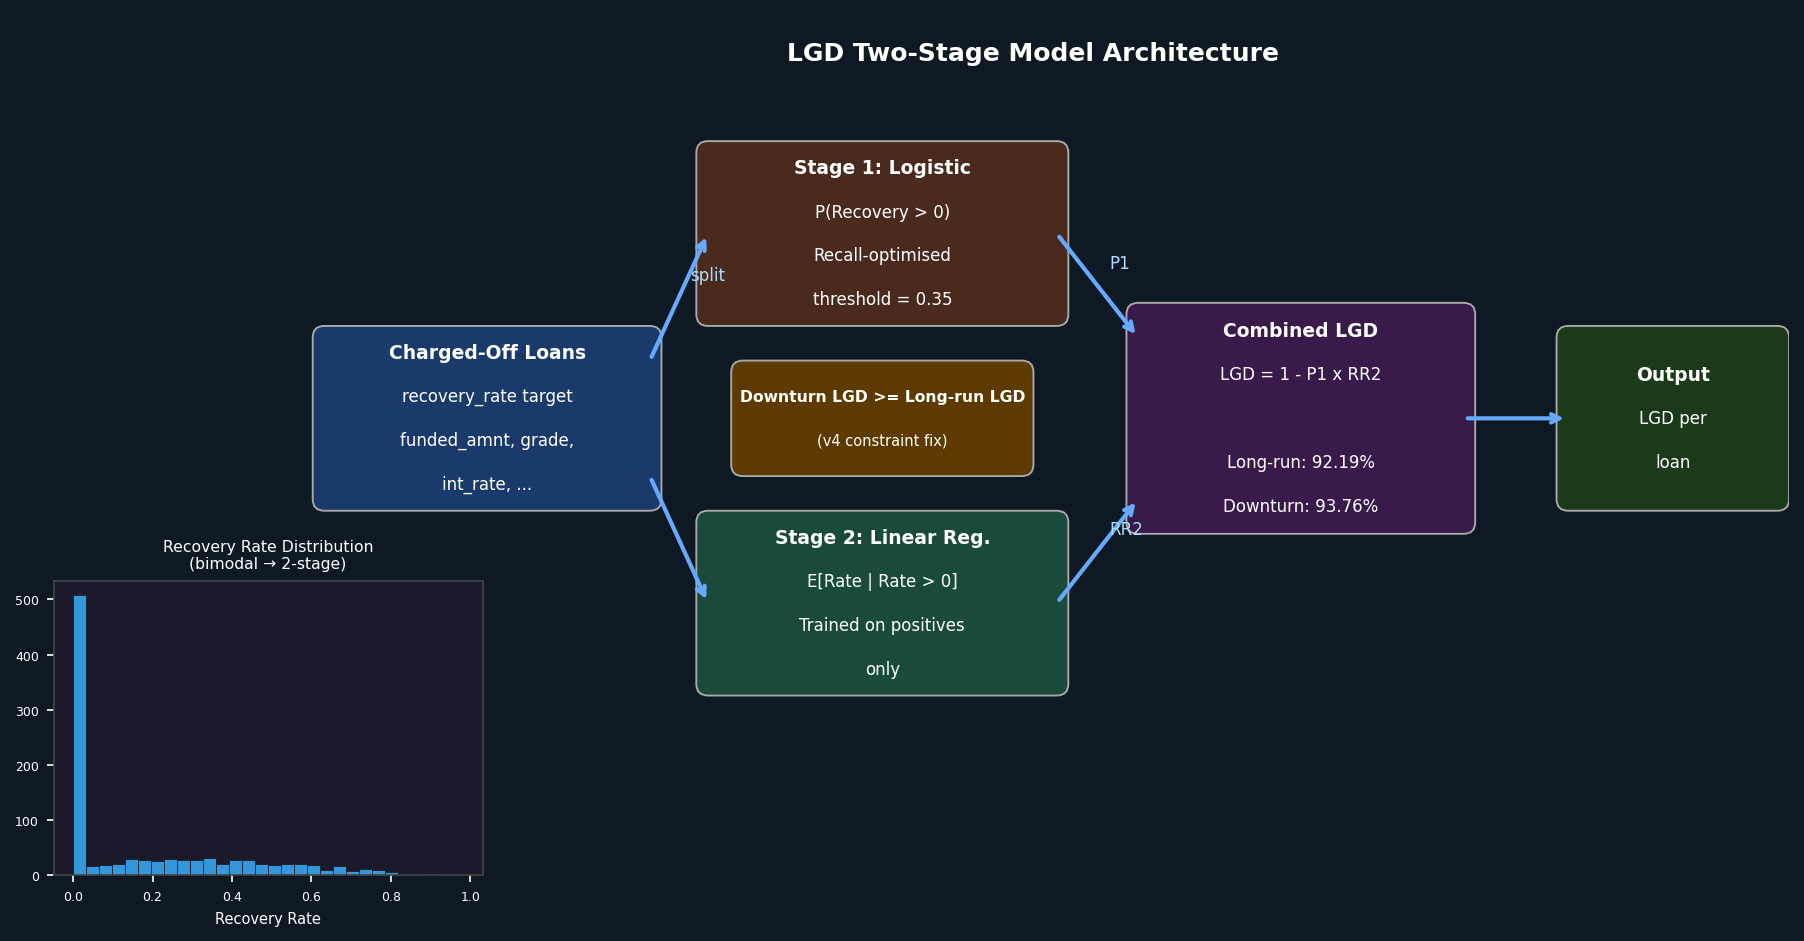 LGD Two-Stage Model Architecture
Stage 1: Logistic
P(Recovery > 0)
Recall-optimised
threshold = 0.35
split
P1
Charged-Off Loans
recovery_rate target
funded_amnt, grade,
int_rate, ...
Downturn LGD >= Long-run LGD
(v4 constraint fix)
Combined LGD
LGD = 1 - P1 x RR2
Long-run: 92.19%
Downturn: 93.76%
Output
LGD per
loan
RR2
Stage 2: Linear Reg.
E[Rate | Rate > 0]
Trained on positives
only
Recovery Rate Distribution
(bimodal → 2-stage)
500
400
300
200
100
0
0.0 0.2 0.4 0.6 0.8 1.0
Recovery Rate